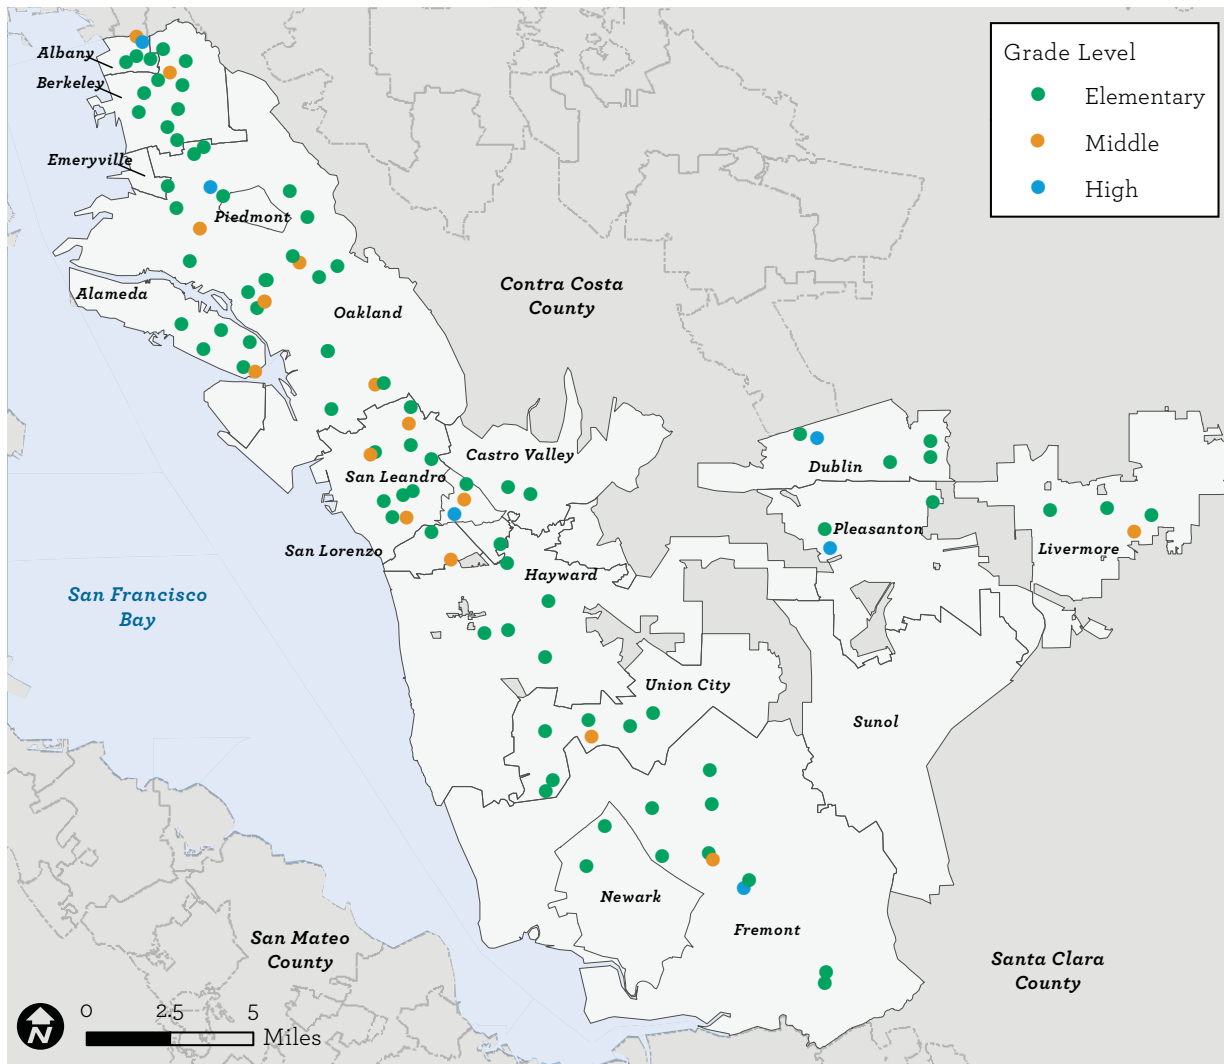 Grade Level
Elementary
Middle
High
Albany
Berkeley
Emeryville
Piedmont
Alameda
Oakland
Contra Costa
County
Castro Valley
San Leandro
Dublin
Pleasanton
Livermore
San Lorenzo
Hayward
San Francisco
Bay
Union City
Sunol
Newark
Fremont
San Mateo
County
Santa Clara
County
N
0 2.5 5
Miles